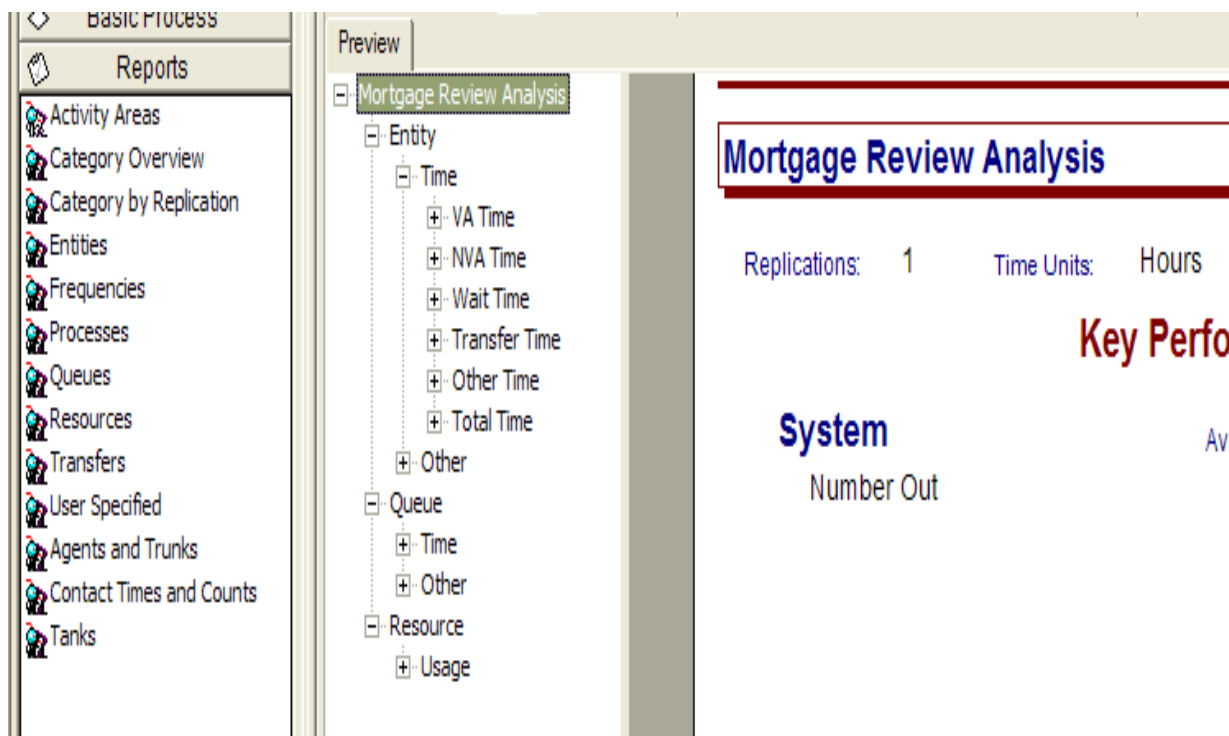 Basic Process
Reports
Activity Areas
Category Overview
Category by Replication
Entities
Frequencies
Processes
Queues
Resources
Transfers
User Specified
Agents and Trunks
Contact Times and Counts
Tanks
Preview
Mortgage Review Analysis
Entity
Time
VA Time
NVA Time
Wait Time
Transfer Time
Other Time
Total Time
Other
Queue
Time
Other
Resource
Usage
Mortgage Review Analysis
Replications: 1 Time Units: Hours
Key Perfo
System Av
Number Out